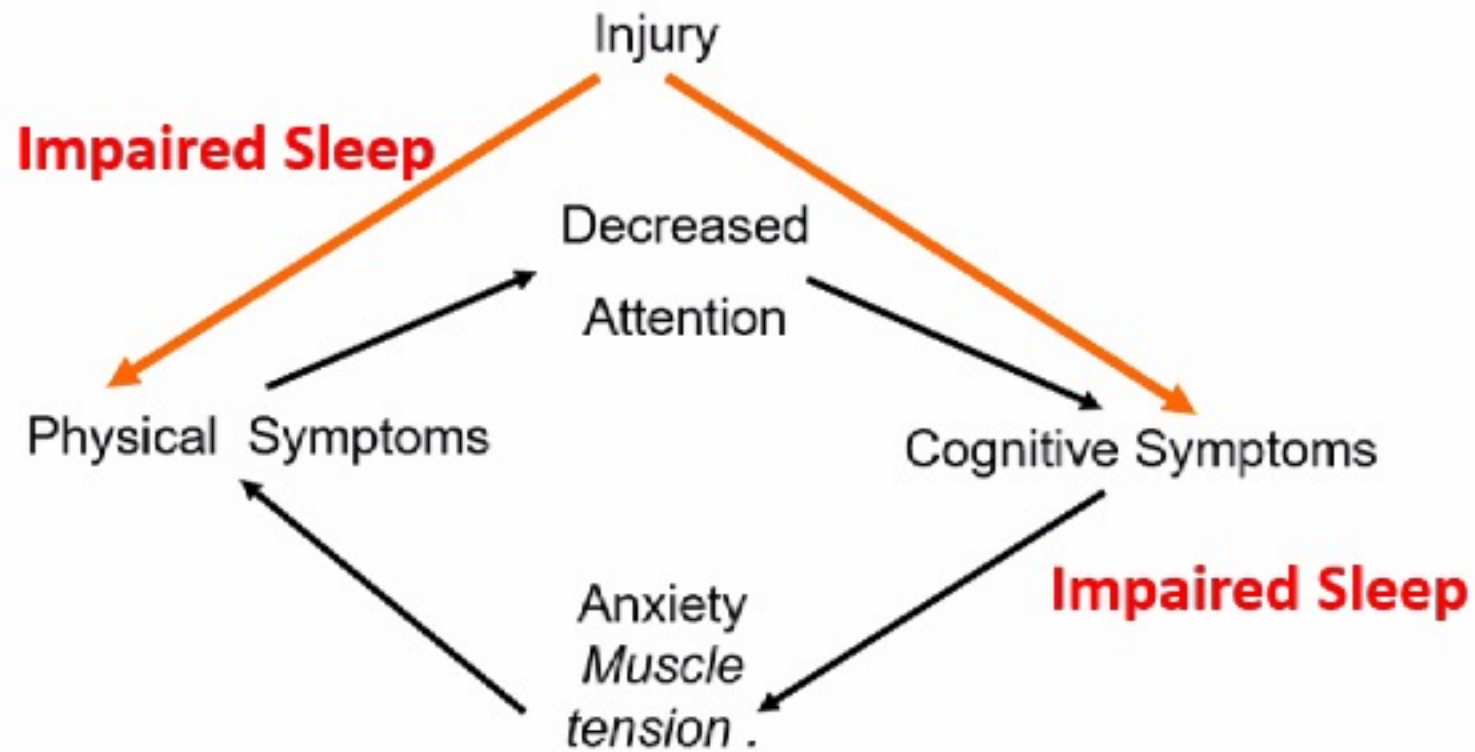 Injury
Impaired Sleep
Decreased
Attention
Physical Symptoms
Cognitive Symptoms
Impaired Sleep
Anxiety
Muscle
tension .